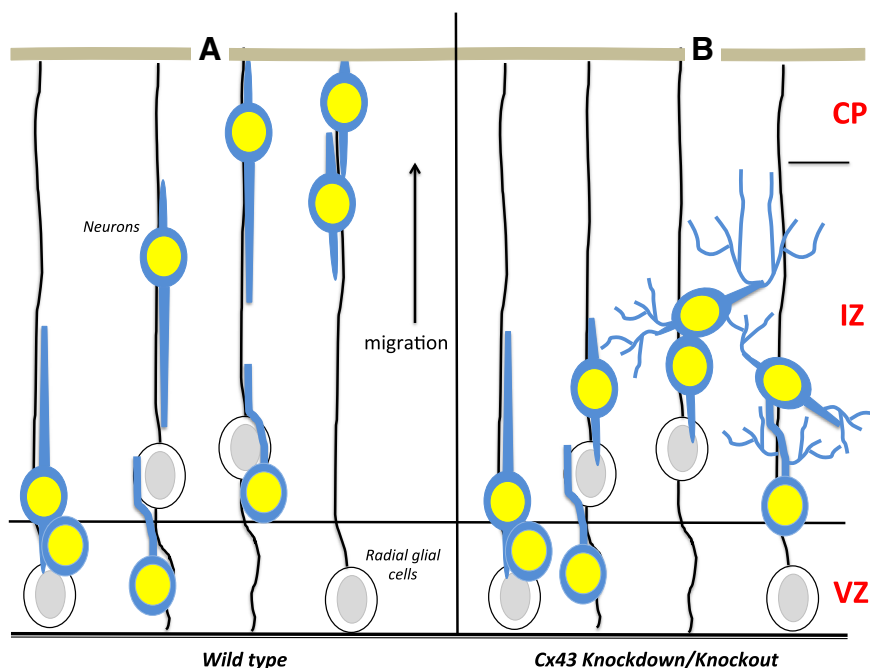 A
B
CP
Neurons
migration
IZ
Radial glial
cells
VZ
Wild type
Cx43 Knockdown/Knockout